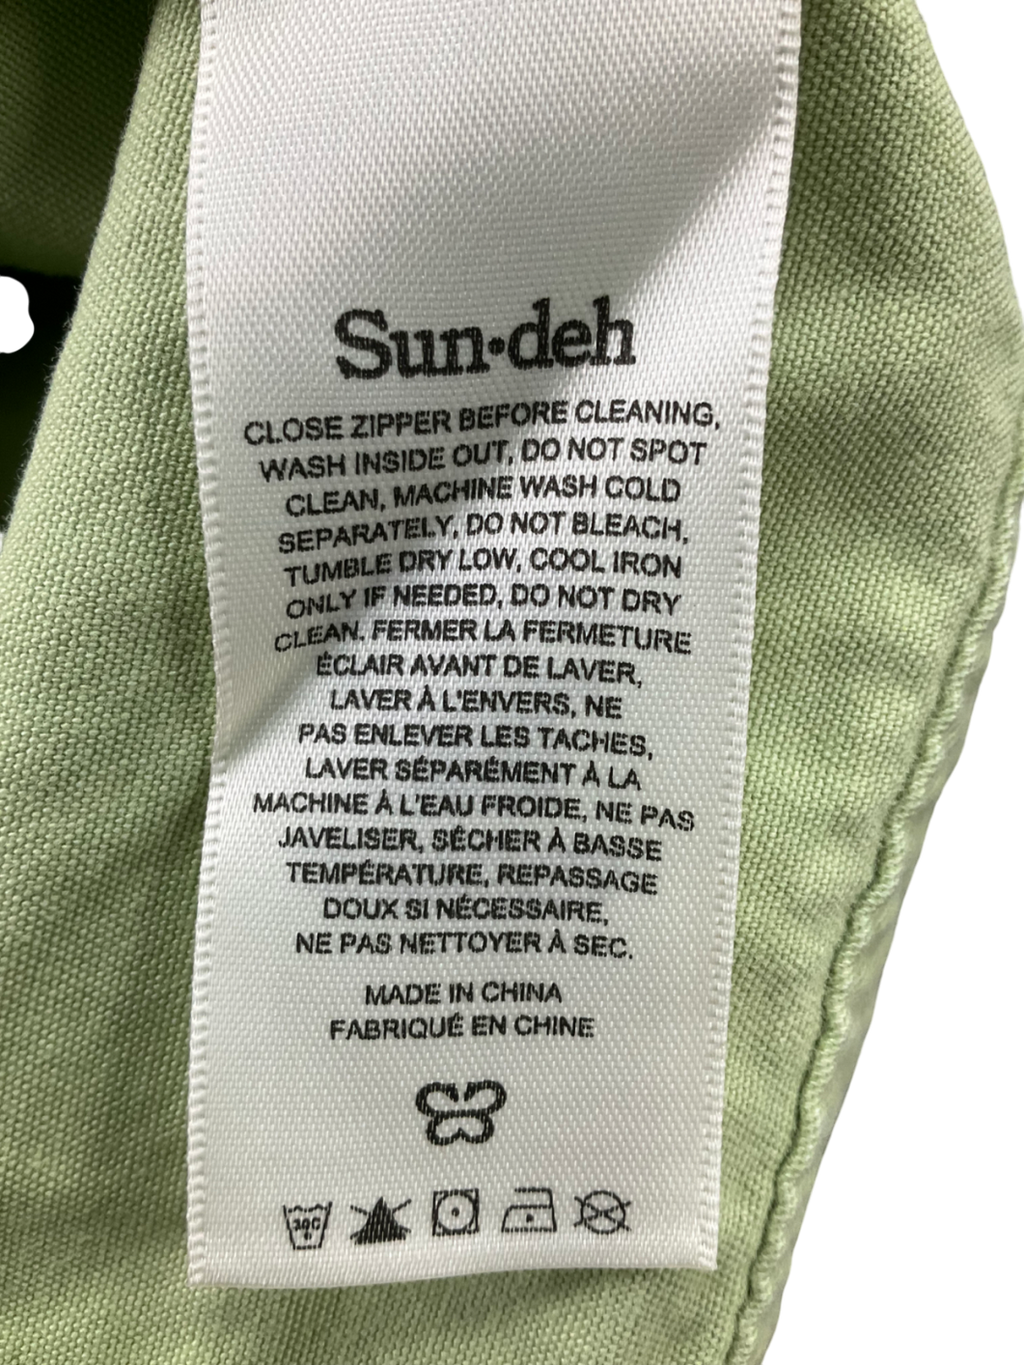 Sun•deh
CLOSE ZIPPER BEFORE CLEANING,
WASH INSIDE OUT, DO NOT SPOT
CLEAN, MACHINE WASH COLD
SEPARATELY, DO NOT BLEACH,
TUMBLE DRY LOW, COOL IRON
ONLY IF NEEDED, DO NOT DRY
CLEAN. FERMER LA FERMETURE
ÉCLAIR AVANT DE LAVER,
LAVER À L'ENVERS, NE
PAS ENLEVER LES TACHES,
LAVER SÉPARÉMENT À LA
MACHINE À L'EAU FROIDE, NE PAS
JAVELISER, SÉCHER À BASSE
TEMPÉRATURE, REPASSAGE
DOUX SI NÉCESSAIRE,
NE PAS NETTOYER À SEC.
MADE IN CHINA
FABRIQUÉ EN CHINE
30C